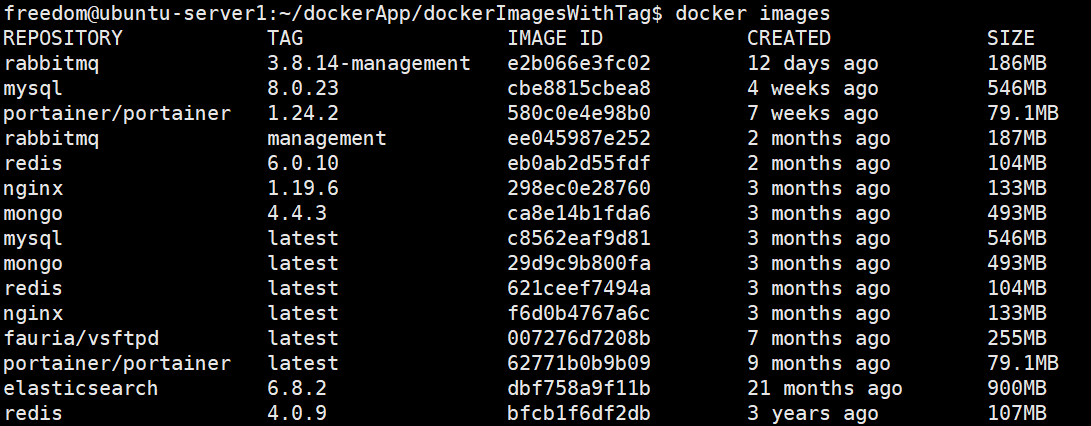 freedom@ubuntu-server1:~/dockerApp/dockerImagesWithTag$ docker images
REPOSITORY TAG IMAGE ID CREATED SIZE
rabbitmq 3.8.14-management e2b066e3fc02 12 days ago 186MB
mysql 8.0.23 cbe8815cbea8 4 weeks ago 546MB
portainer/portainer 1.24.2 580c0e4e98b0 7 weeks ago 79.1MB
rabbitmq management ee045987e252 2 months ago 187MB
redis 6.0.10 eb0ab2d55fdf 2 months ago 104MB
nginx 1.19.6 298ec0e28760 3 months ago 133MB
mongo 4.4.3 ca8e14b1fda6 3 months ago 493MB
mysql latest c8562eaf9d81 3 months ago 546MB
mongo latest 29d9c9b800fa 3 months ago 493MB
redis latest 621ceef7494a 3 months ago 104MB
nginx latest f6d0b4767a6c 3 months ago 133MB
fauria/vsftpd latest 007276d7208b 7 months ago 255MB
portainer/portainer latest 62771b0b9b09 9 months ago 79.1MB
elasticsearch 6.8.2 dbf758a9f11b 21 months ago 900MB
redis 4.0.9 bfcb1f6df2db 3 years ago 107MB